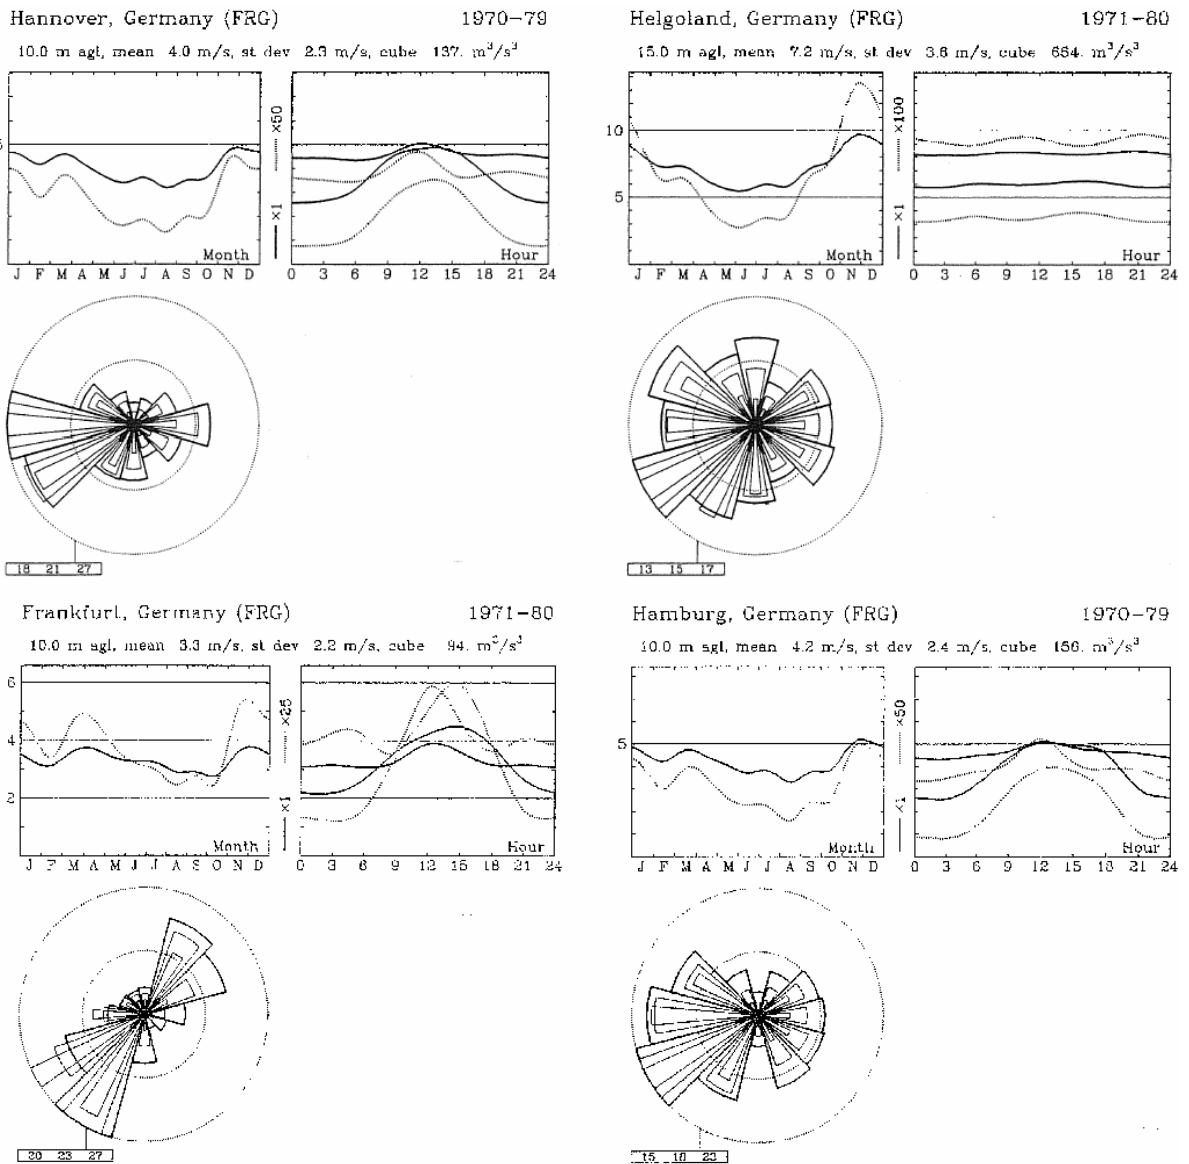 Hannover, Germany (FRG) 1970-79
10.0 m agl, mean 4.0 m/s, st dev 2.3 m/s, cube 137. m³/s³
×1 ×50
Month
J F M A M J J A S O N D
Hour
0 3 6 9 12 15 18 21 24
18 21 27
Helgoland, Germany (FRG) 1971-80
15.0 m agl, mean 7.2 m/s, st dev 3.6 m/s, cube 654. m³/s³
10
5
×1 ×100
Month
J F M A M J J A S O N D
Hour
0 3 6 9 12 15 18 21 24
13 15 17
Frankfurt, Germany (FRG) 1971-80
10.0 m agl, mean 3.3 m/s, st dev 2.2 m/s, cube 94. m³/s³
6
4
2
×1 ×25
Month
J F M A M J J A S O N D
Hour
0 3 6 9 12 15 18 21 24
20 23 27
Hamburg, Germany (FRG) 1970-79
10.0 m agl, mean 4.2 m/s, st dev 2.4 m/s, cube 156. m³/s³
5
×1 ×50
Month
J F M A M J J A S O N D
Hour
0 3 6 9 12 15 18 21 24
15 18 23